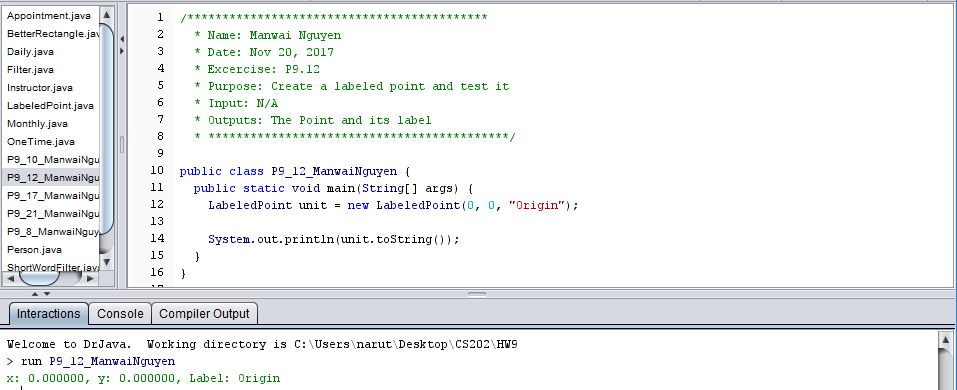 Appointment.java
BetterRectangle.jav
Daily.java
Filter.java
Instructor.java
LabeledPoint.java
Monthly.java
OneTime.java
P9_10_ManwaiNgu
P9_12_ManwaiNgu
P9_17_ManwaiNgu
P9_21_ManwaiNgu
P9_8_ManwaiNguy
Person.java
ShortWordFilter.java
1 /*******************************************
2 * Name: Manwai Nguyen
3 * Date: Nov 20, 2017
4 * Excercise: P9.12
5 * Purpose: Create a labeled point and test it
6 * Input: N/A
7 * Outputs: The Point and its label
8 * *******************************************/
9
10 public class P9_12_ManwaiNguyen {
11 public static void main(String[] args) {
12 LabeledPoint unit = new LabeledPoint(0, 0, "Origin");
13
14 System.out.println(unit.toString());
15 }
16 }
Interactions Console Compiler Output
Welcome to DrJava. Working directory is C:\Users\narut\Desktop\CS202\HW9
> run P9_12_ManwaiNguyen
x: 0.000000, y: 0.000000, Label: Origin